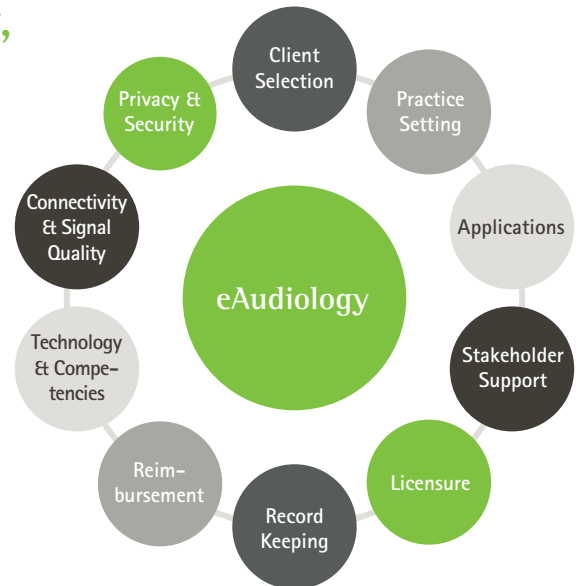 Client
Selection
Practice
Setting
Applications
Stakeholder
Support
Licensure
Record
Keeping
Reim-
bursement
Technology
& Compe-
tencies
Connectivity
& Signal
Quality
Privacy &
Security
eAudiology